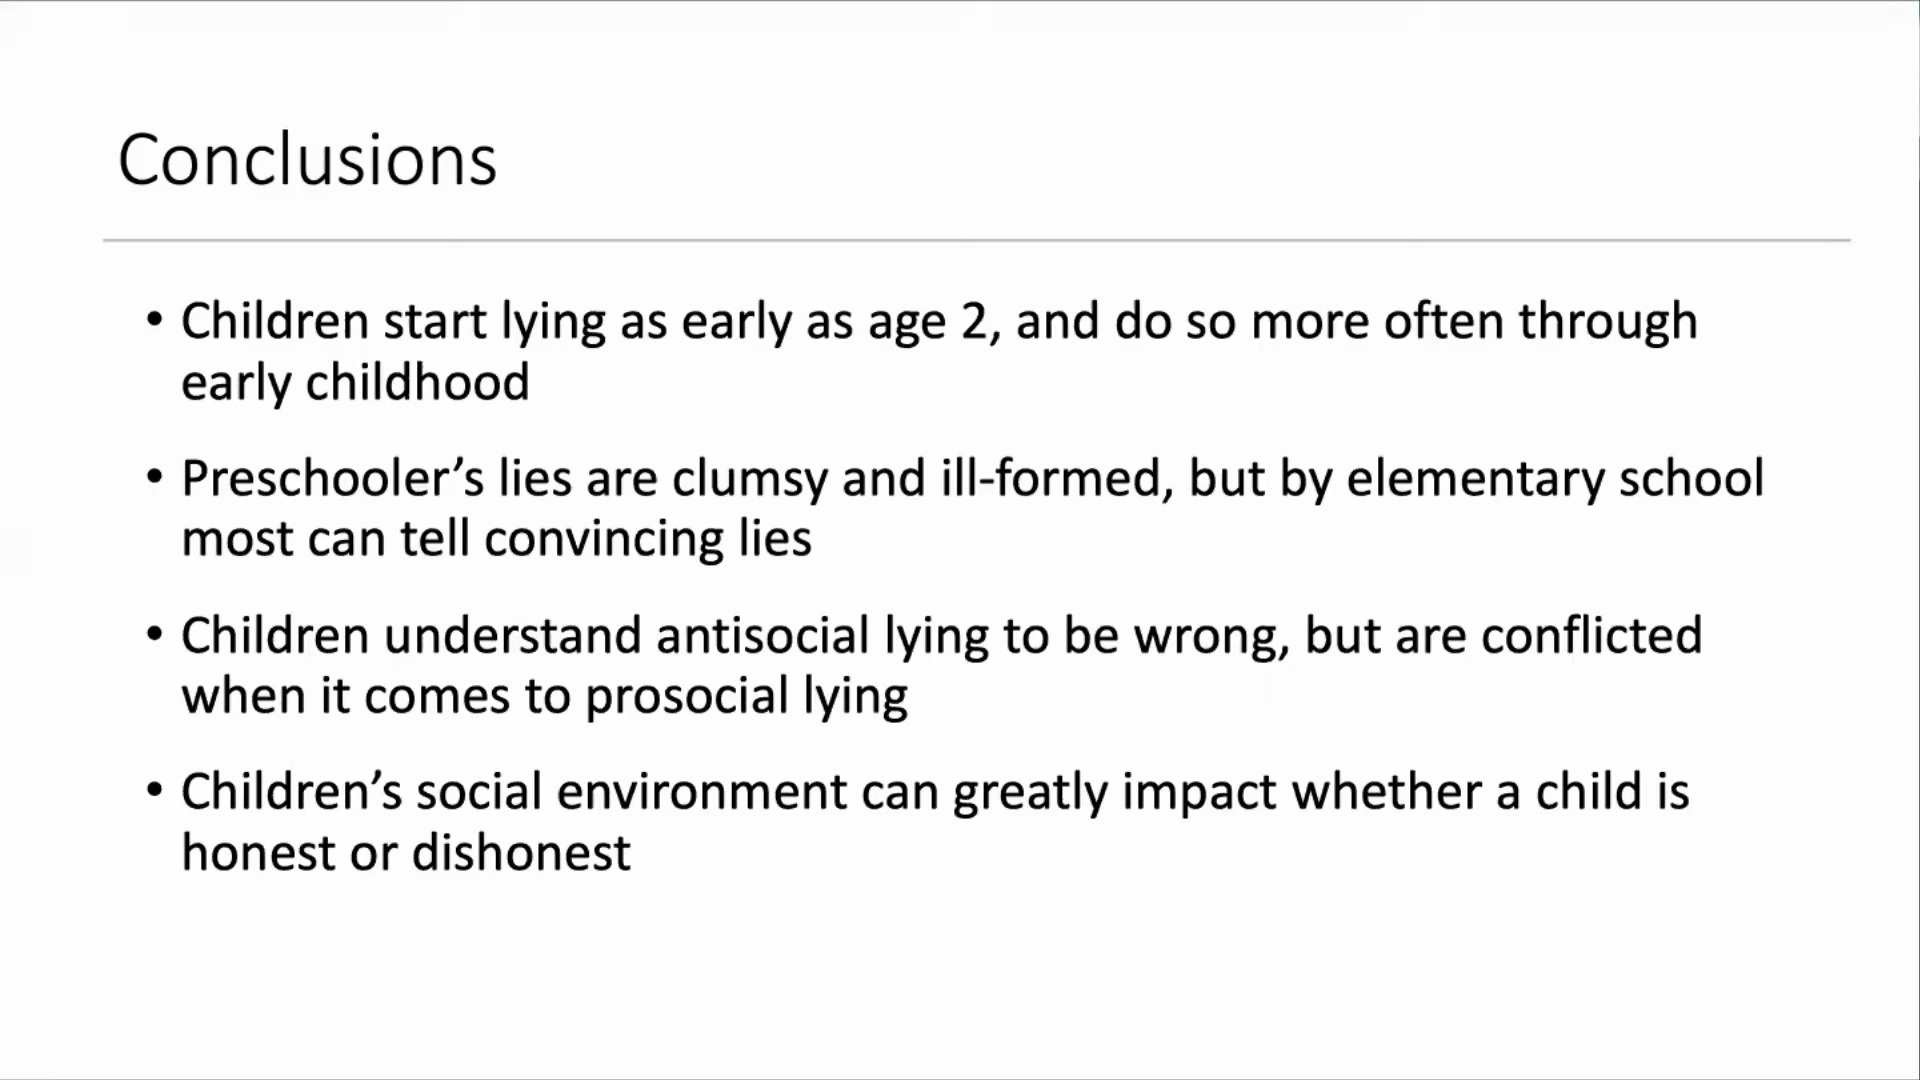 Conclusions
• Children start lying as early as age 2, and do so more often through
early childhood
• Preschooler’s lies are clumsy and ill-formed, but by elementary school
most can tell convincing lies
• Children understand antisocial lying to be wrong, but are conflicted
when it comes to prosocial lying
• Children’s social environment can greatly impact whether a child is
honest or dishonest